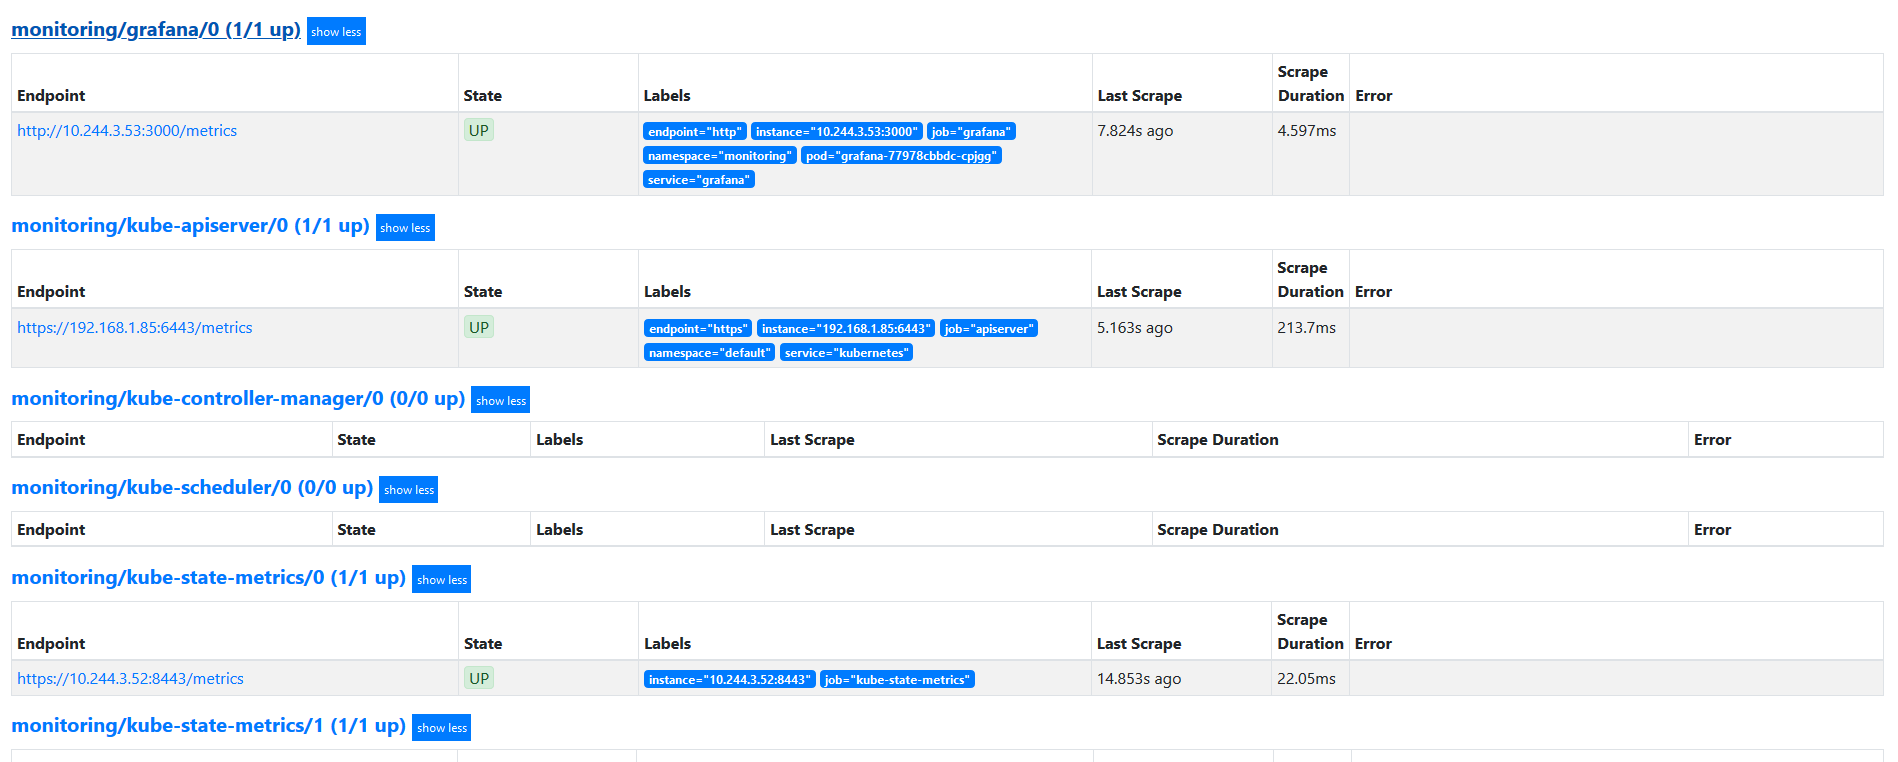 monitoring/grafana/0 (1/1 up) show less
Endpoint State Labels Last Scrape Scrape Duration Error
http://10.244.3.53:3000/metrics UP endpoint="http" instance="10.244.3.53:3000" job="grafana" 7.824s ago 4.597ms
namespace="monitoring" pod="grafana-77978cbbdc-cpjgg"
service="grafana"
monitoring/kube-apiserver/0 (1/1 up) show less
Endpoint State Labels Last Scrape Scrape Duration Error
https://192.168.1.85:6443/metrics UP endpoint="https" instance="192.168.1.85:6443" job="apiserver" 5.163s ago 213.7ms
namespace="default" service="kubernetes"
monitoring/kube-controller-manager/0 (0/0 up) show less
Endpoint State Labels Last Scrape Scrape Duration Error
monitoring/kube-scheduler/0 (0/0 up) show less
Endpoint State Labels Last Scrape Scrape Duration Error
monitoring/kube-state-metrics/0 (1/1 up) show less
Endpoint State Labels Last Scrape Scrape Duration Error
https://10.244.3.52:8443/metrics UP instance="10.244.3.52:8443" job="kube-state-metrics" 14.853s ago 22.05ms
monitoring/kube-state-metrics/1 (1/1 up) show less